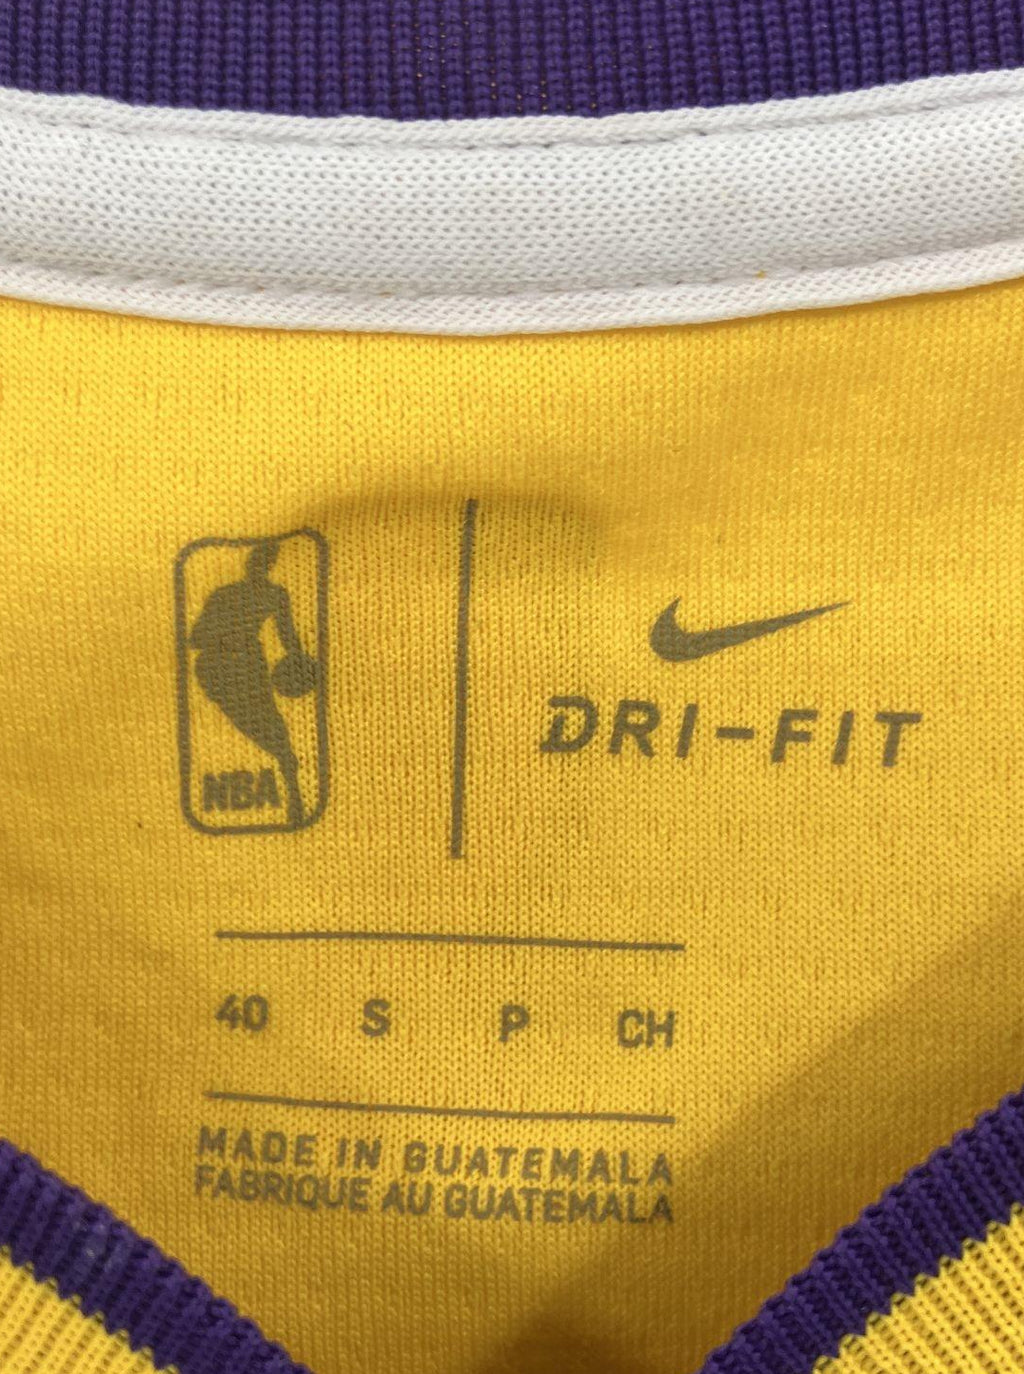 NBA
DRI-FIT
40 S P CH
MADE IN GUATEMALA
FABRIQUE AU GUATEMALA